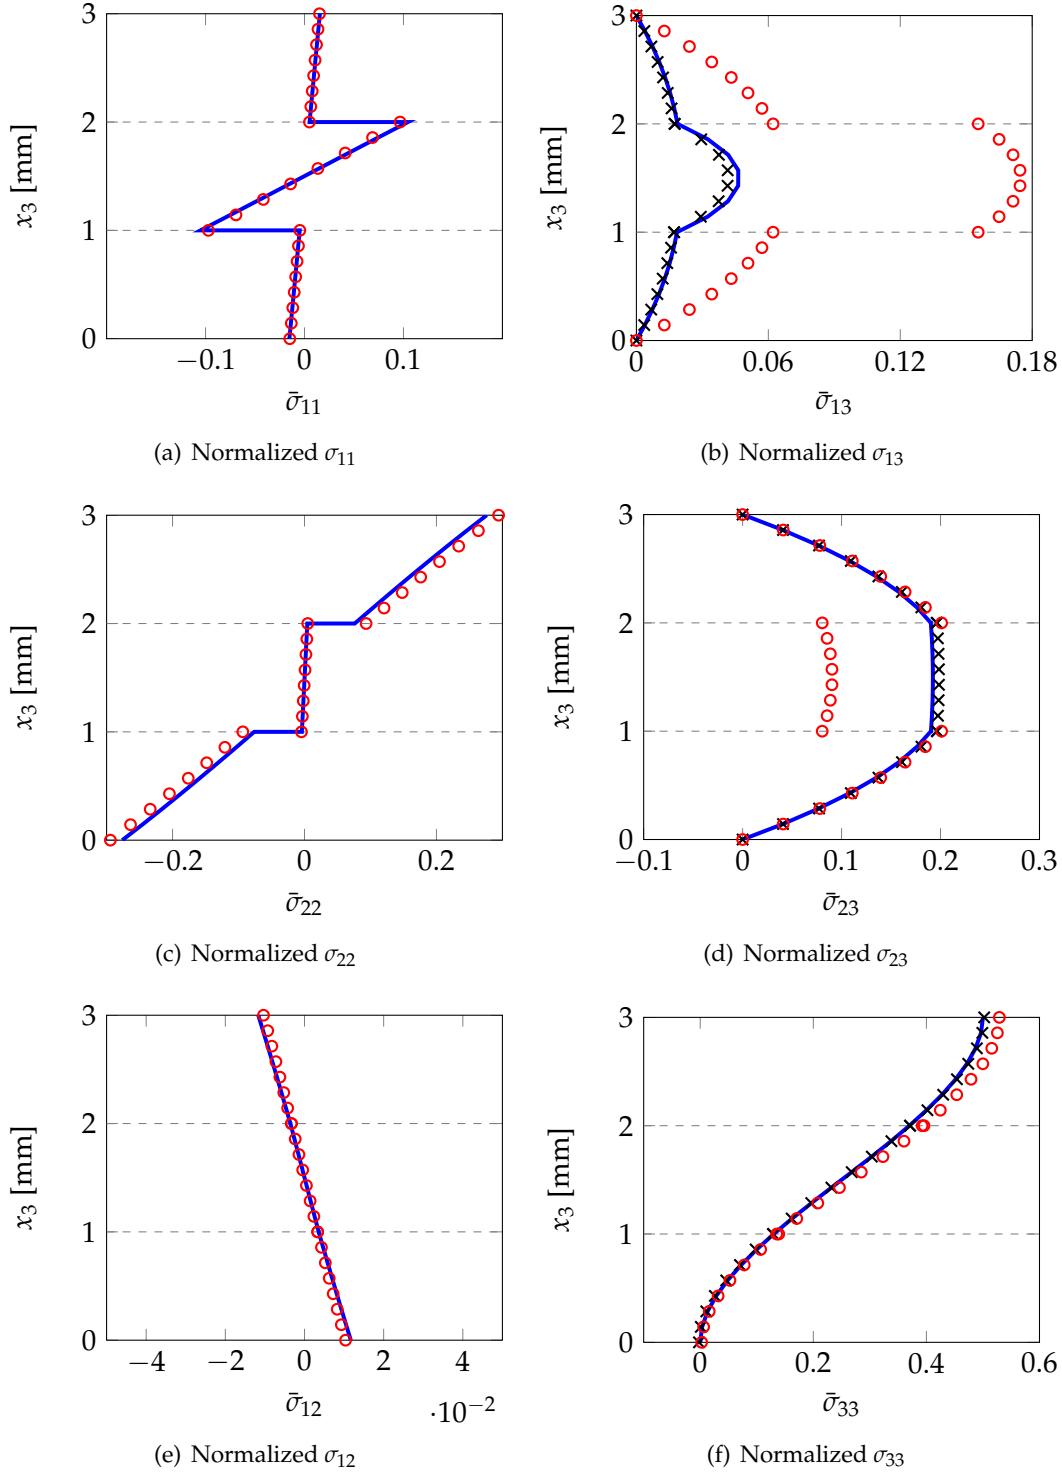 3
2
1
0
x₃ [mm]
−0.1 0 0.1
σ̄₁₁
(a) Normalized σ₁₁
3
2
1
0
x₃ [mm]
0 0.06 0.12 0.18
σ̄₁₃
(b) Normalized σ₁₃
3
2
1
0
x₃ [mm]
−0.2 0 0.2
σ̄₂₂
(c) Normalized σ₂₂
3
2
1
0
x₃ [mm]
−0.1 0 0.1 0.2 0.3
σ̄₂₃
(d) Normalized σ₂₃
3
2
1
0
x₃ [mm]
−4 −2 0 2 4
σ̄₁₂
·10⁻²
(e) Normalized σ₁₂
3
2
1
0
x₃ [mm]
0 0.2 0.4 0.6
σ̄₃₃
(f) Normalized σ₃₃